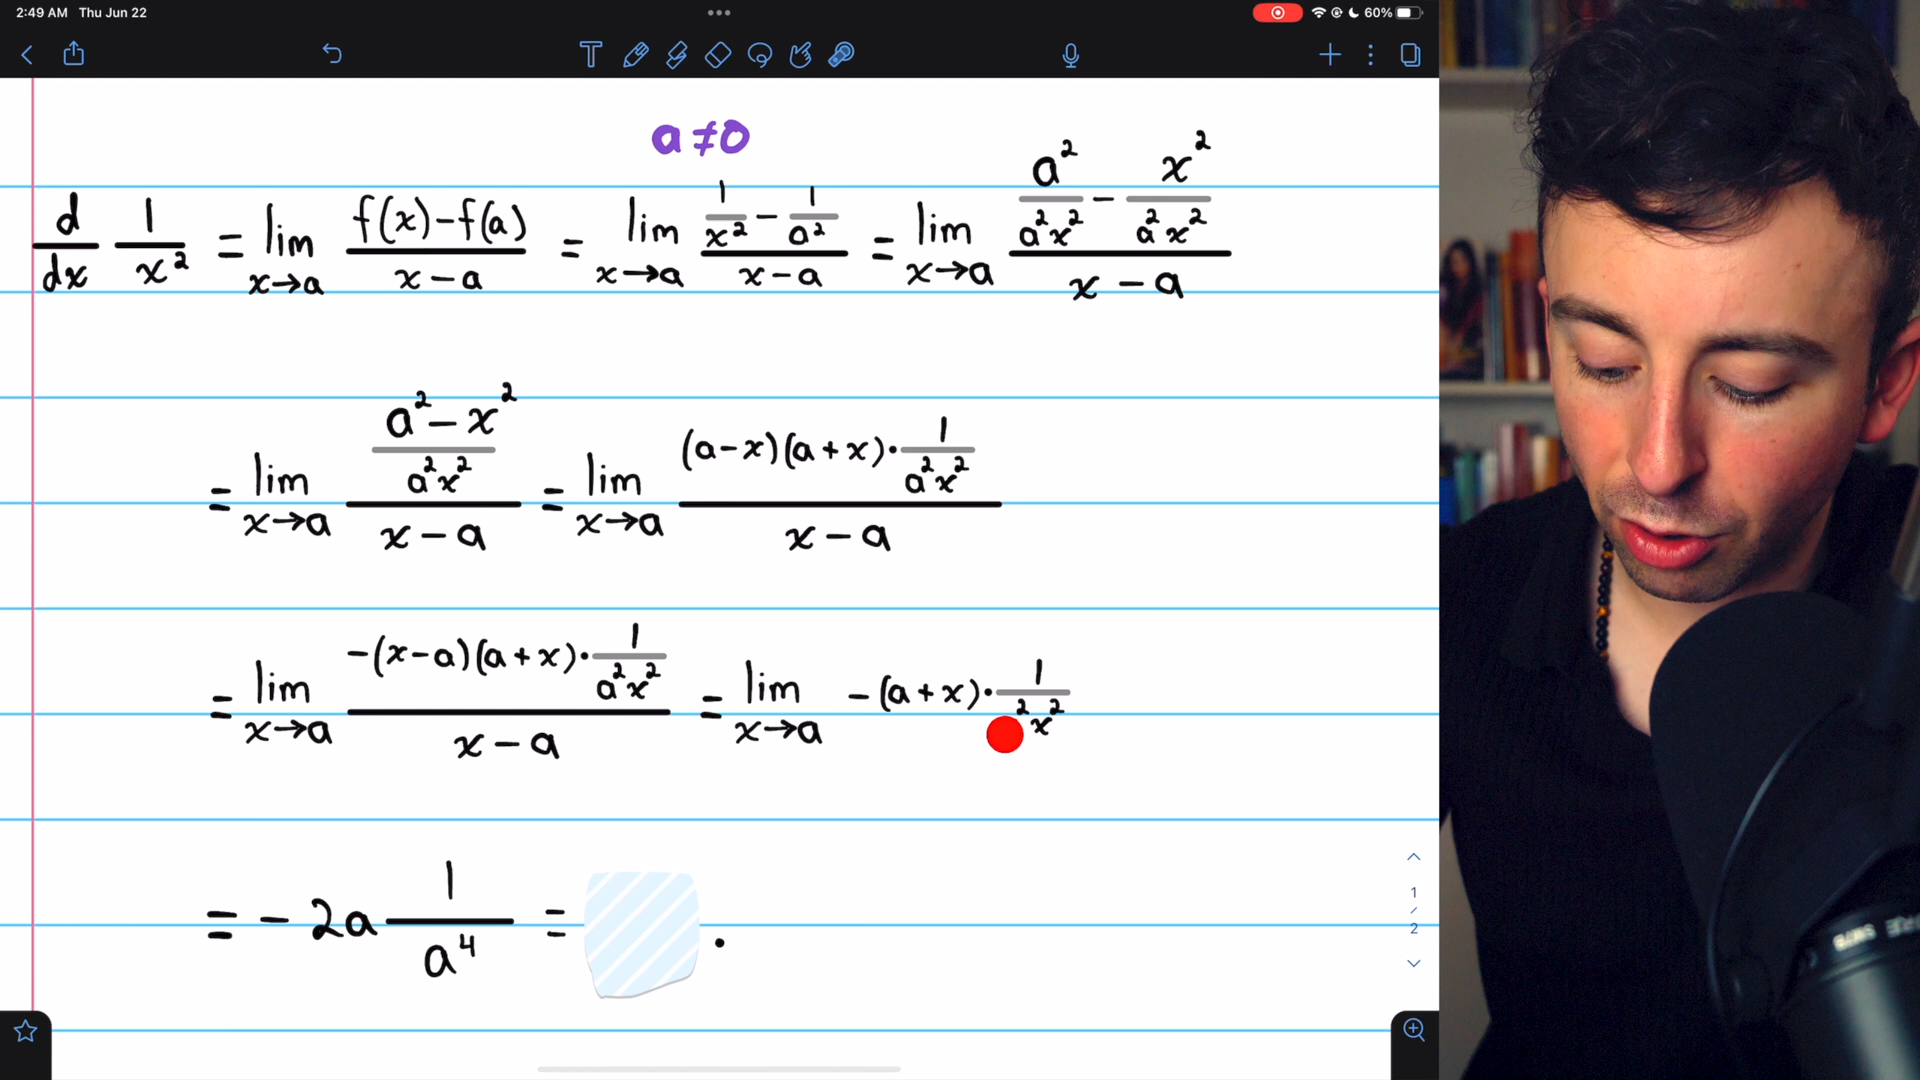 2:49 AM Thu Jun 22
60%
a ≠ 0
d/dx 1/x² = lim x→a (f(x) − f(a))/(x − a) = lim x→a (1/x² − 1/a²)/(x − a) = lim x→a (a²/(a²x²) − x²/(a²x²))/(x − a)
= lim x→a ((a² − x²)/(a²x²))/(x − a) = lim x→a ((a − x)(a + x) · 1/(a²x²))/(x − a)
= lim x→a (−(x − a)(a + x) · 1/(a²x²))/(x − a) = lim x→a −(a + x) · 1/(²x²)
= − 2a 1/a⁴ = .
1 / 2